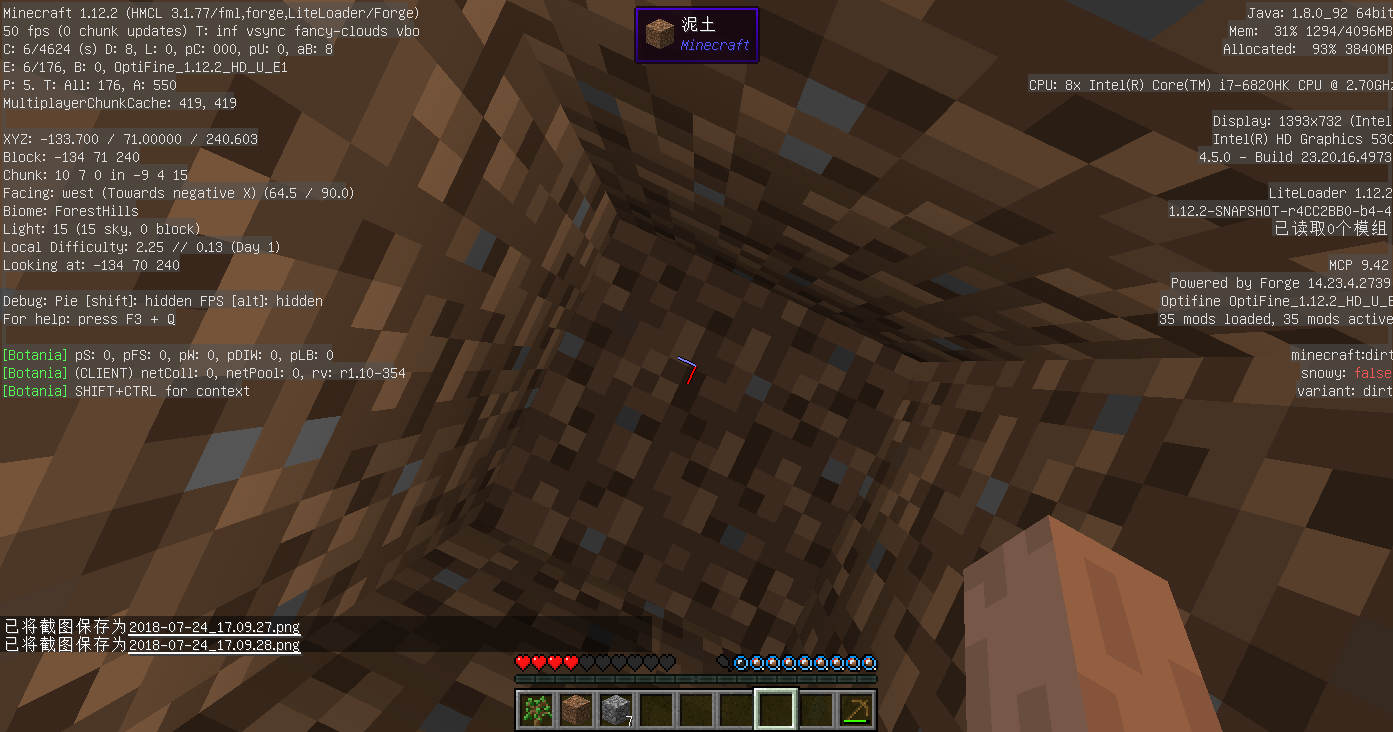 Minecraft 1.12.2 (HMCL 3.1.77/fml,forge,LiteLoader/Forge)
50 fps (0 chunk updates) T: inf vsync fancy-clouds vbo
C: 6/4624 (s) D: 8, L: 0, pC: 000, pU: 0, aB: 8
E: 6/176, B: 0, OptiFine_1.12.2_HD_U_E1
P: 5. T: All: 176, A: 550
MultiplayerChunkCache: 419, 419
XYZ: -133.700 / 71.00000 / 240.603
Block: -134 71 240
Chunk: 10 7 0 in -9 4 15
Facing: west (Towards negative X) (64.5 / 90.0)
Biome: ForestHills
Light: 15 (15 sky, 0 block)
Local Difficulty: 2.25 // 0.13 (Day 1)
Looking at: -134 70 240
Debug: Pie [shift]: hidden FPS [alt]: hidden
For help: press F3 + Q
[Botania] pS: 0, pFS: 0, pW: 0, pDIW: 0, pLB: 0
[Botania] (CLIENT) netColl: 0, netPool: 0, rv: r1.10-354
[Botania] SHIFT+CTRL for context
泥土
Minecraft
Java: 1.8.0_92 64bit
Mem: 31% 1294/4096MB
Allocated: 93% 3840MB
CPU: 8x Intel(R) Core(TM) i7-6820HK CPU @ 2.70GHz
Display: 1393x732 (Intel
Intel(R) HD Graphics 530
4.5.0 - Build 23.20.16.4973
LiteLoader 1.12.2
1.12.2-SNAPSHOT-r4CC2BB0-b4-4
已读取0个模组
MCP 9.42
Powered by Forge 14.23.4.2739
Optifine OptiFine_1.12.2_HD_U_E
35 mods loaded, 35 mods active
minecraft:dirt
snowy: false
variant: dirt
已将截图保存为2018-07-24_17.09.27.png
已将截图保存为2018-07-24_17.09.28.png
7